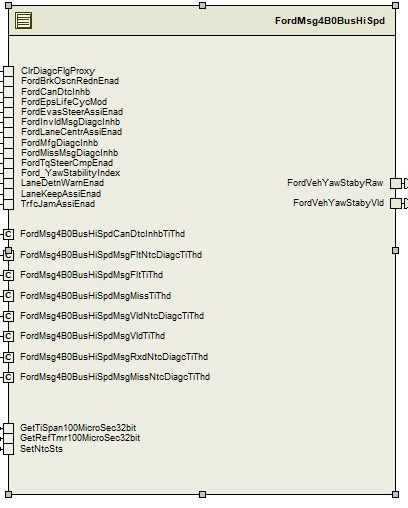 FordMsg4B0BusHiSpd
ClrDiagcFlgProxy
FordBrkOscnRednEnad
FordCanDtcInhb
FordEpsLifeCycMod
FordEvasSteerAssiEnad
FordInvldMsgDiagcInhb
FordLaneCentrAssiEnad
FordMfgDiagcInhb
FordMissMsgDiagcInhb
FordTqSteerCmpEnad
Ford_YawStabilityIndex
LaneDetnWarnEnad
LaneKeepAssiEnad
TrfcJamAssiEnad
FordVehYawStabyRaw
FordVehYawStabyVld
C FordMsg4B0BusHiSpdCanDtcInhbTiThd
C FordMsg4B0BusHiSpdMsgFltNtcDiagcTiThd
C FordMsg4B0BusHiSpdMsgFltTiThd
C FordMsg4B0BusHiSpdMsgMissTiThd
C FordMsg4B0BusHiSpdMsgVldNtcDiagcTiThd
C FordMsg4B0BusHiSpdMsgVldTiThd
C FordMsg4B0BusHiSpdMsgRxdNtcDiagcTiThd
C FordMsg4B0BusHiSpdMsgMissNtcDiagcTiThd
GetTiSpan100MicroSec32bit
GetRefTmr100MicroSec32bit
SetNtcSts